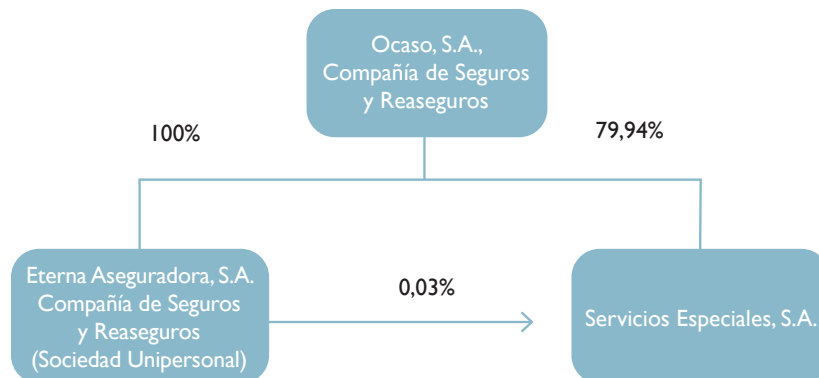 Ocaso, S.A.,
Compañía de Seguros
y Reaseguros
100%
79,94%
Eterna Aseguradora, S.A.
Compañía de Seguros
y Reaseguros
(Sociedad Unipersonal)
0,03%
Servicios Especiales, S.A.